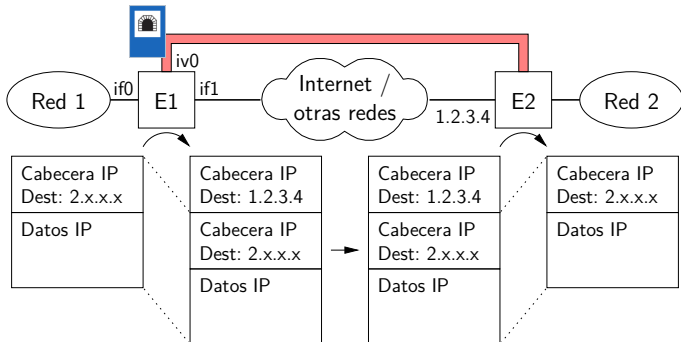 iv0
Red 1
if0
E1
if1
Internet /
otras redes
1.2.3.4
E2
Red 2
Cabecera IP
Dest: 2.x.x.x
Datos IP
Cabecera IP
Dest: 1.2.3.4
Cabecera IP
Dest: 2.x.x.x
Datos IP
Cabecera IP
Dest: 1.2.3.4
Cabecera IP
Dest: 2.x.x.x
Datos IP
Cabecera IP
Dest: 2.x.x.x
Datos IP